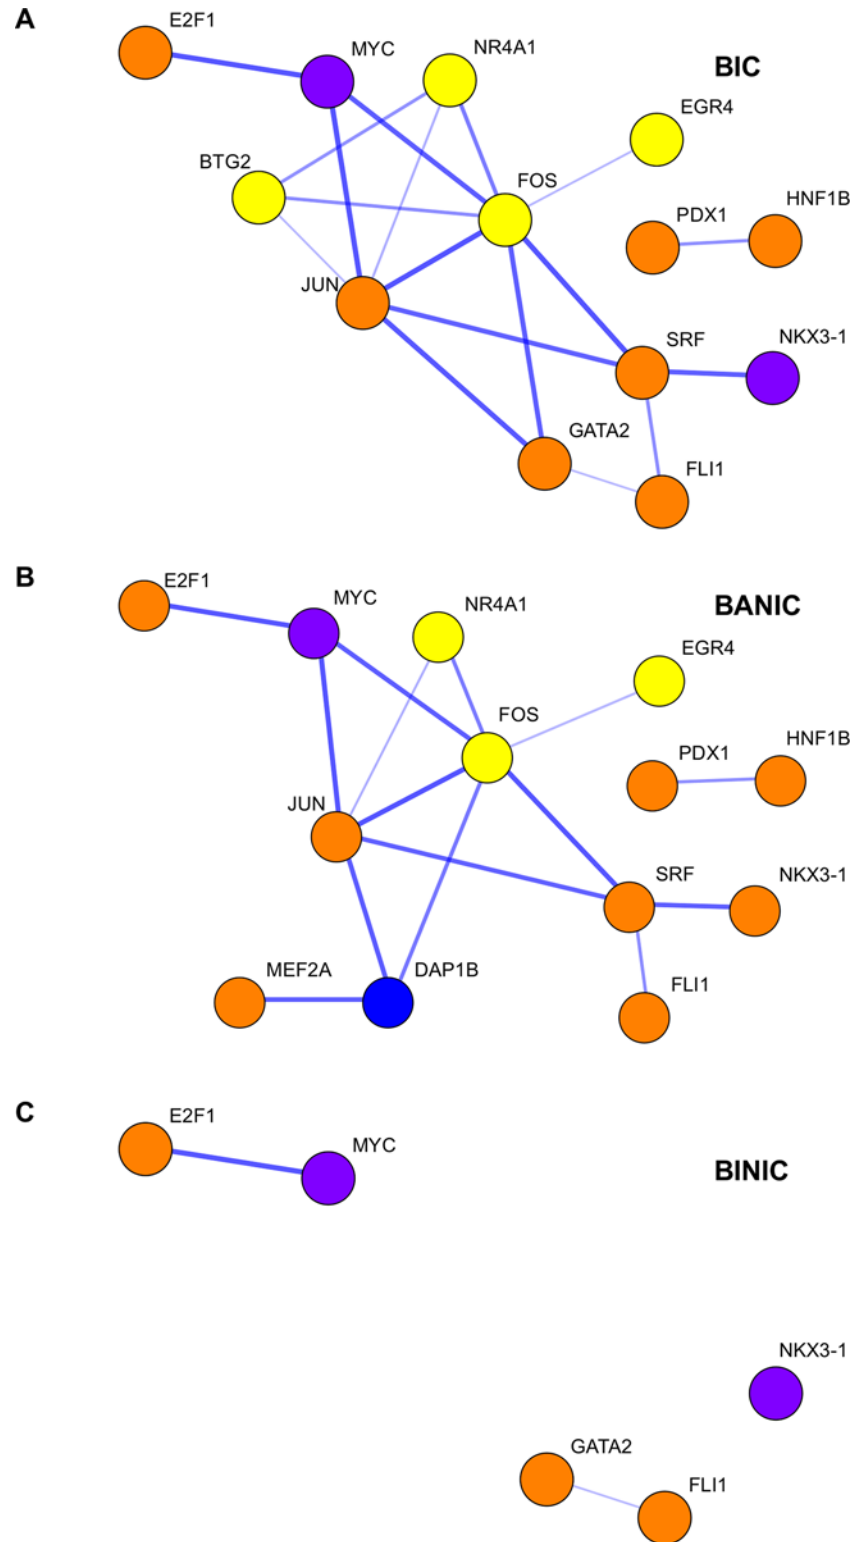 A
E2F1
MYC
NR4A1
BIC
EGR4
BTG2
FOS
PDX1
HNF1B
JUN
SRF
NKX3-1
GATA2
FLI1
B
E2F1
MYC
NR4A1
BANIC
EGR4
FOS
PDX1
HNF1B
JUN
SRF
NKX3-1
MEF2A
DAP1B
FLI1
C
E2F1
MYC
BINIC
NKX3-1
GATA2
FLI1